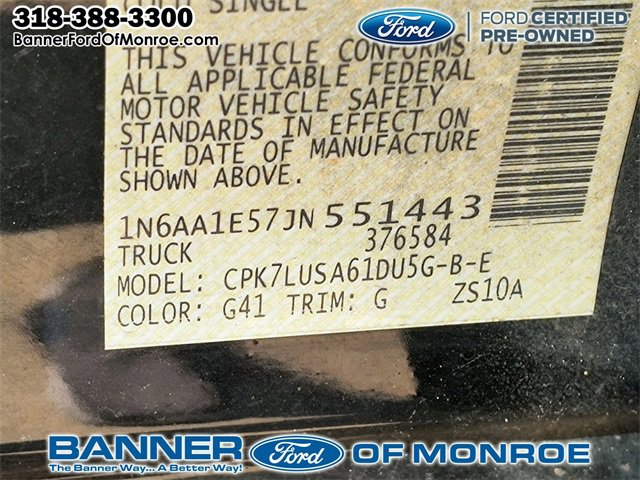 318-388-3300
BannerFordOfMonroe.com
Ford
FORD CERTIFIED
PRE-OWNED
SINGLE
THIS VEHICLE CONFORMS TO
ALL APPLICABLE FEDERAL
MOTOR VEHICLE SAFETY
STANDARDS IN EFFECT ON
THE DATE OF MANUFACTURE
SHOWN ABOVE.
1N6AA1E57JN 551443
TRUCK 376584
MODEL: CPK7LUSA61DU5G-B-E
COLOR: G41 TRIM: G ZS10A
BANNER Ford OF MONROE
The Banner Way... A Better Way!